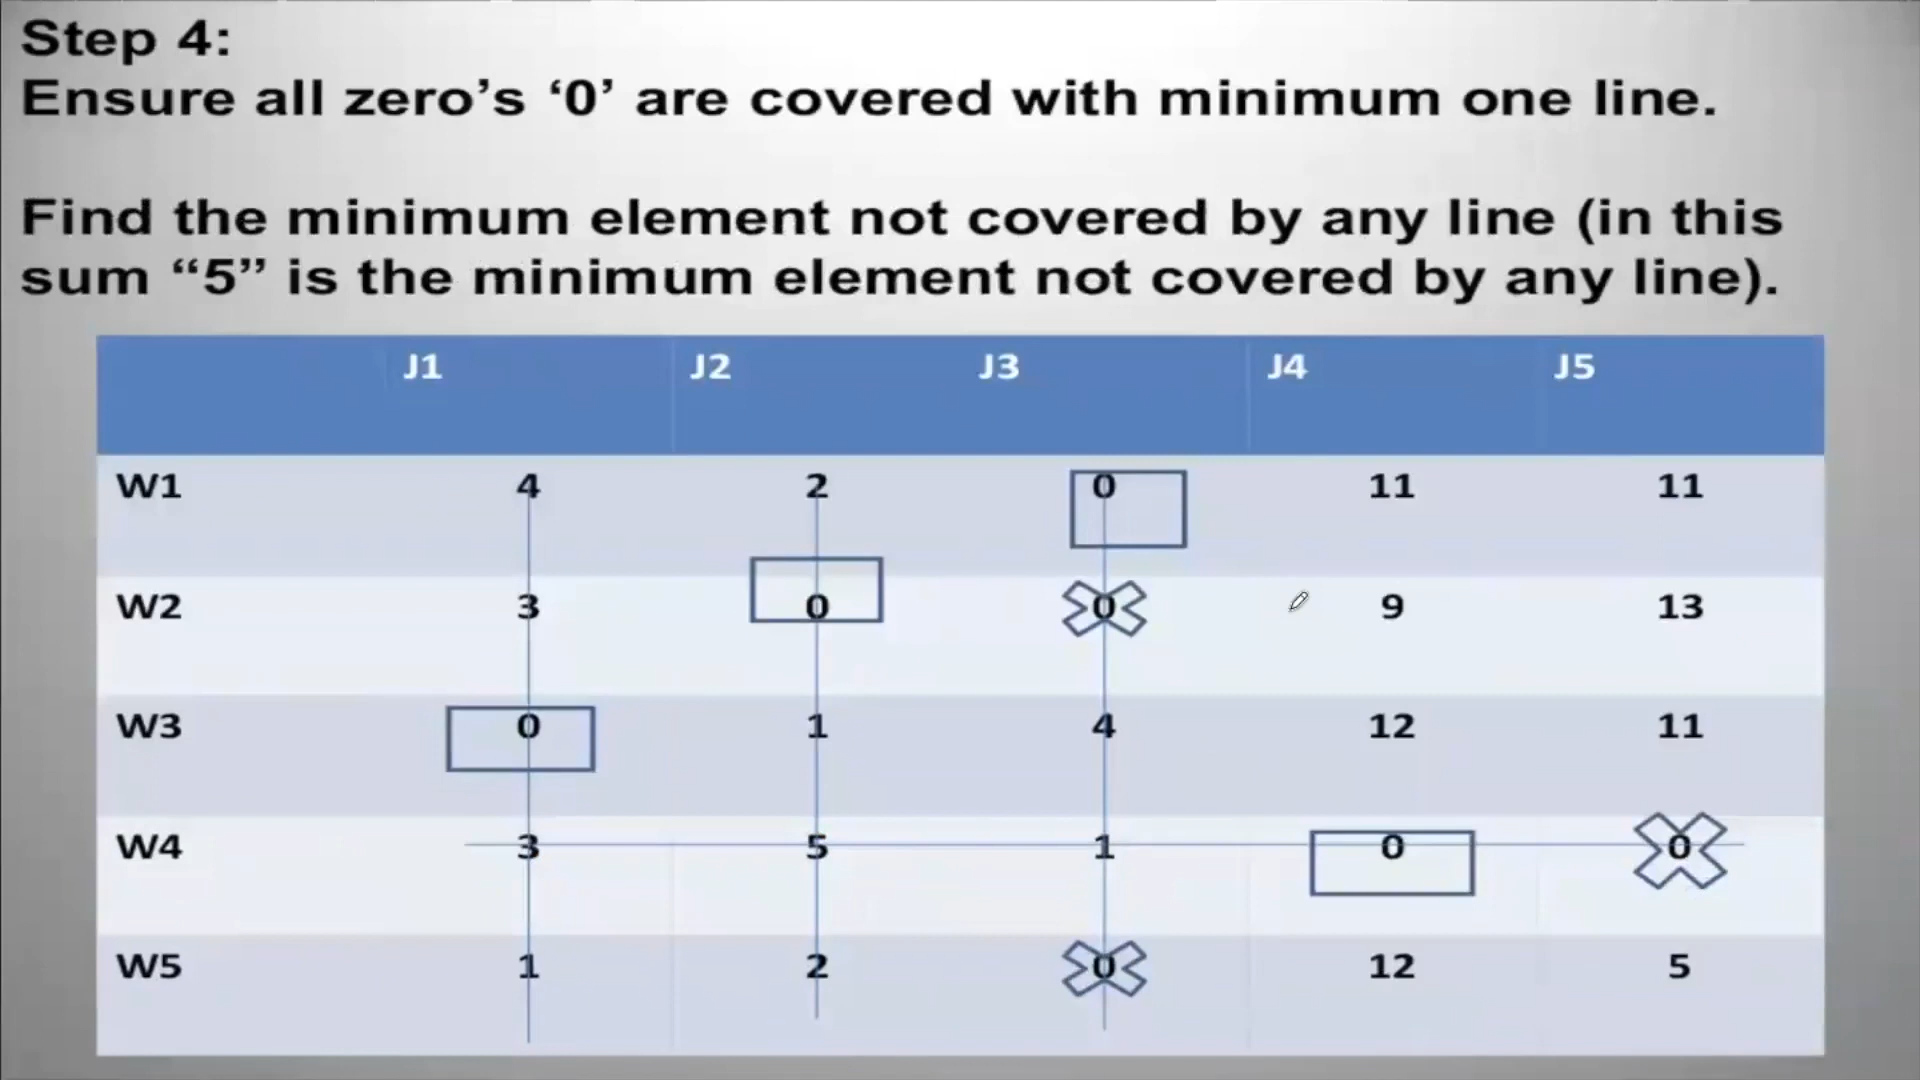 Step 4:
Ensure all zero’s ‘0’ are covered with minimum one line.
Find the minimum element not covered by any line (in this
sum “5” is the minimum element not covered by any line).
J1 J2 J3 J4 J5
W1 4 2 0 11 11
W2 3 0 0 9 13
W3 0 1 4 12 11
W4 3 5 1 0 0
W5 1 2 0 12 5